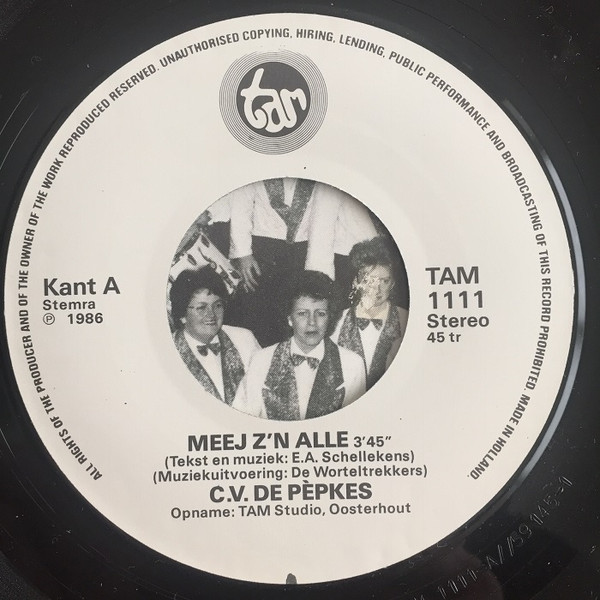 ALL RIGHTS OF THE PRODUCER AND OF THE OWNER OF THE WORK REPRODUCED RESERVED. UNAUTHORISED COPYING, HIRING, LENDING, PUBLIC PERFORMANCE AND BROADCASTING OF THIS RECORD PROHIBITED. MADE IN HOLLAND.
tam
Kant A
Stemra
℗ 1986
TAM
1111
Stereo
45 tr
MEEJ Z'N ALLE 3'45"
(Tekst en muziek: E.A. Schellekens)
(Muziekuitvoering: De Worteltrekkers)
C.V. DE PÈPKES
Opname: TAM Studio, Oosterhout